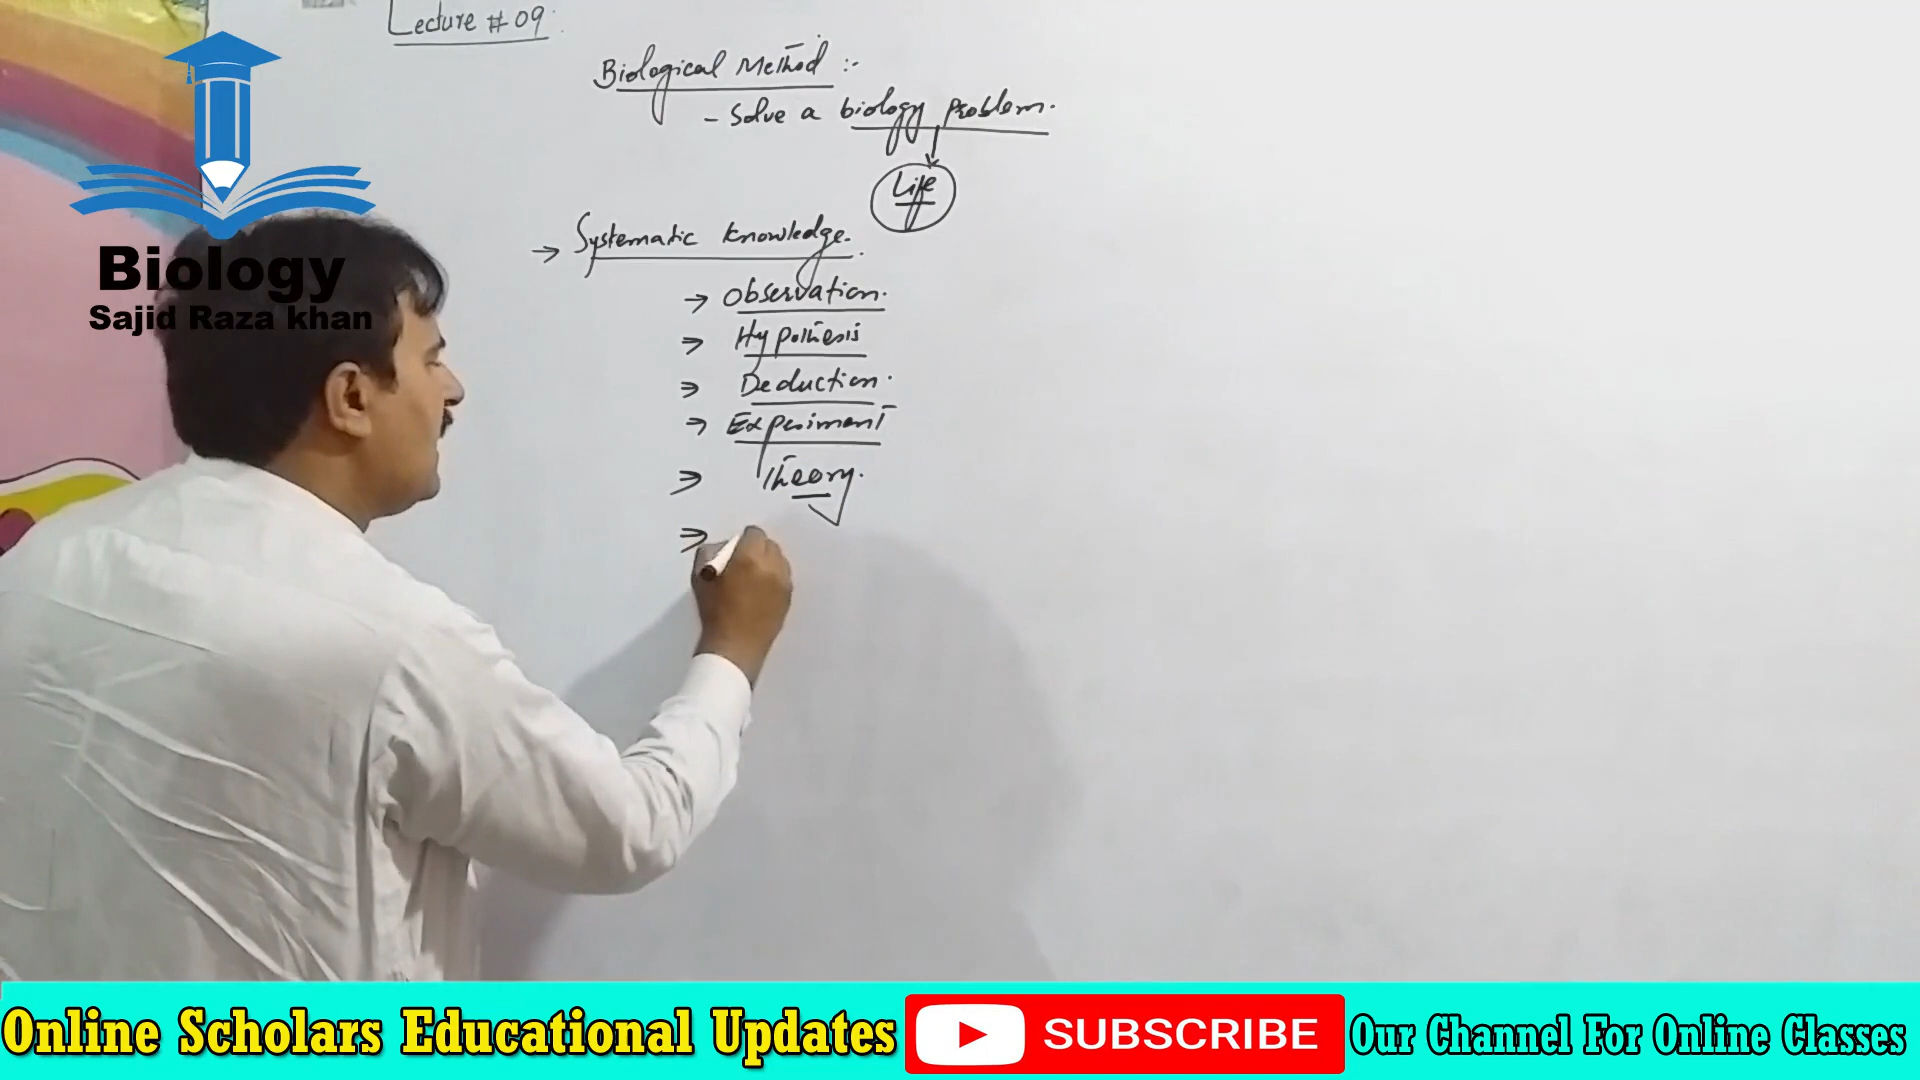 Lecture # 09
Biological Method :-
- Solve a biology problem.
Life
→ Systematic knowledge.
→ Observation.
⇒ Hypothesis
⇒ Deduction.
→ Experiment
⇒ Theory.
⇒
Biology
Sajid Raza khan
Online Scholars Educational Updates
SUBSCRIBE
Our Channel For Online Classes